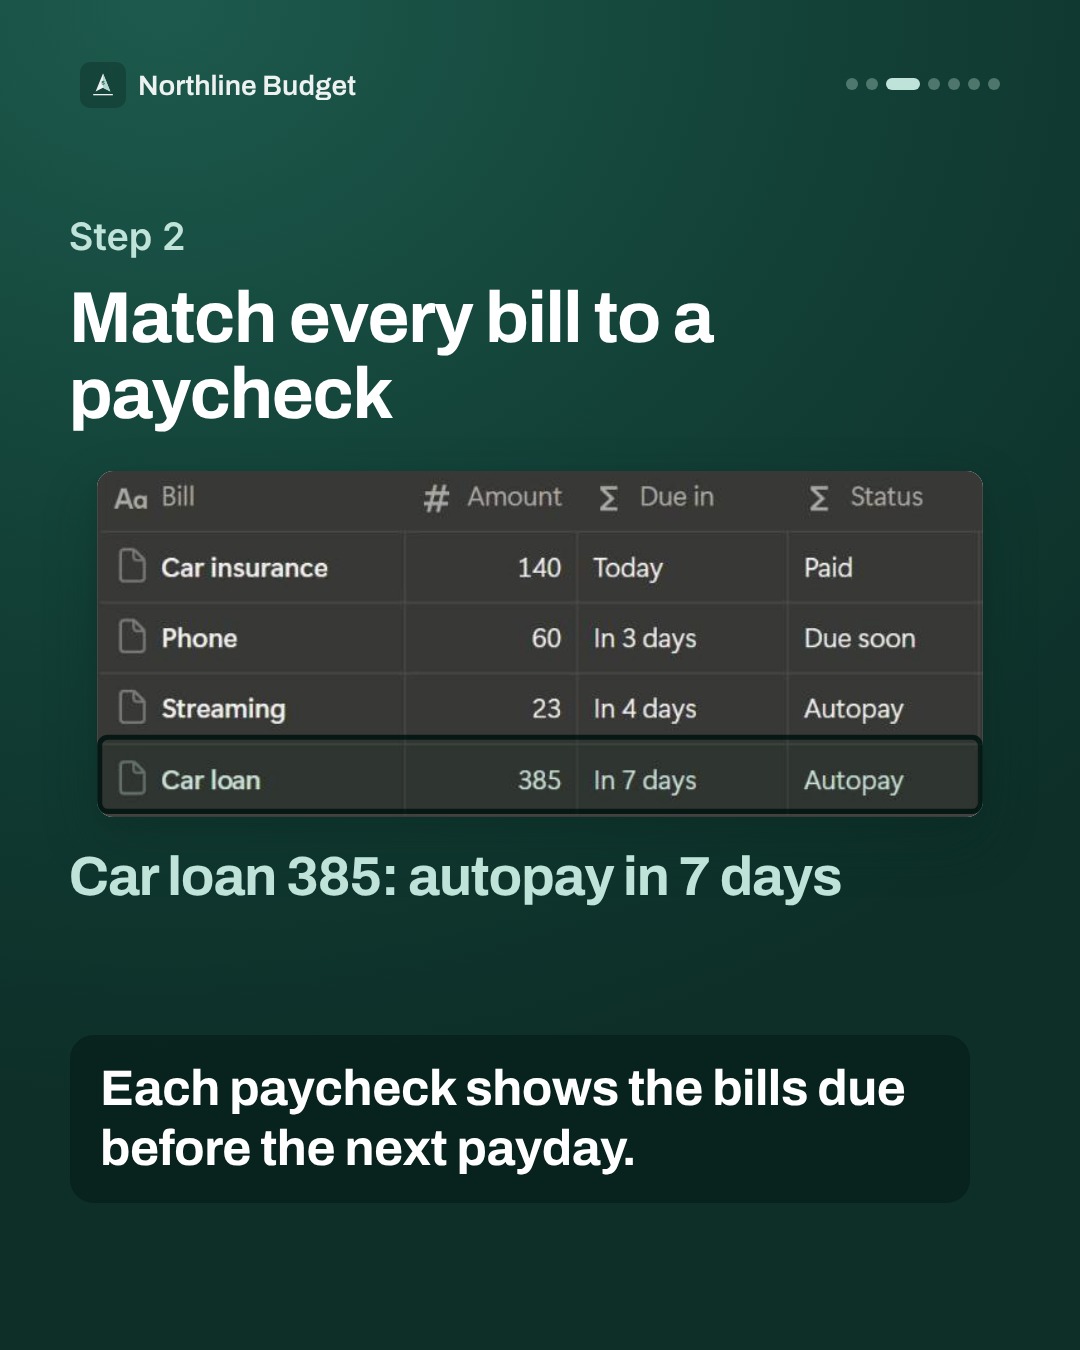 Northline Budget
Step 2
Match every bill to a
paycheck
Aa Bill # Amount Σ Due in Σ Status
Car insurance 140 Today Paid
Phone 60 In 3 days Due soon
Streaming 23 In 4 days Autopay
Car loan 385 In 7 days Autopay
Car loan 385: autopay in 7 days
Each paycheck shows the bills due
before the next payday.